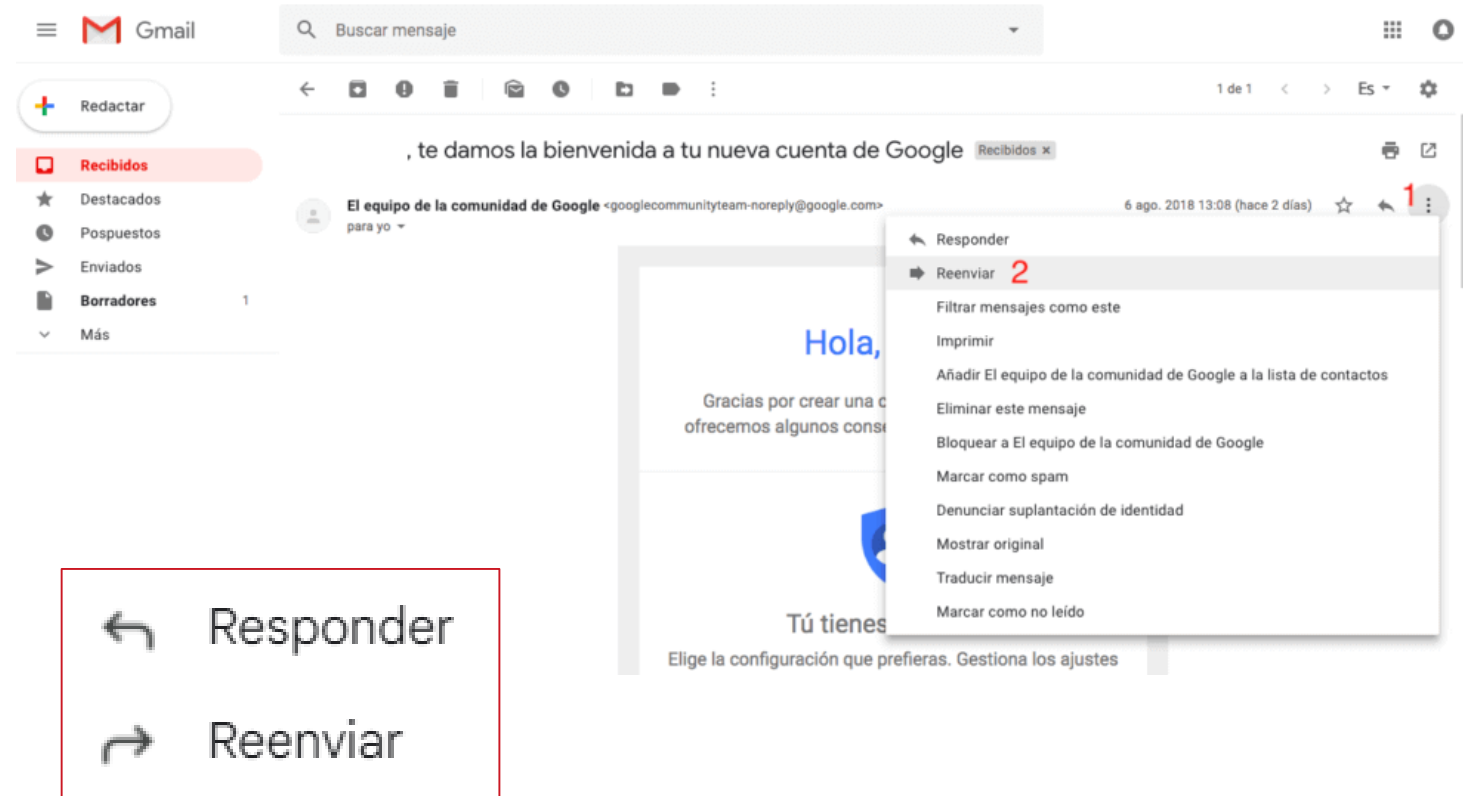 Gmail
Buscar mensaje
Redactar
1 de 1
Es
, te damos la bienvenida a tu nueva cuenta de Google Recibidos x
Recibidos
Destacados
Pospuestos
Enviados
Borradores 1
Más
El equipo de la comunidad de Google <googlecommunityteam-noreply@google.com>
6 ago. 2018 13:08 (hace 2 días)
1
para yo
Responder
Reenviar 2
Filtrar mensajes como este
Imprimir
Añadir El equipo de la comunidad de Google a la lista de contactos
Eliminar este mensaje
Bloquear a El equipo de la comunidad de Google
Marcar como spam
Denunciar suplantación de identidad
Mostrar original
Traducir mensaje
Marcar como no leído
Hola,
Gracias por crear una
ofrecemos algunos
Tú tienes
Elige la configuración que prefieras. Gestiona los ajustes
Responder
Reenviar